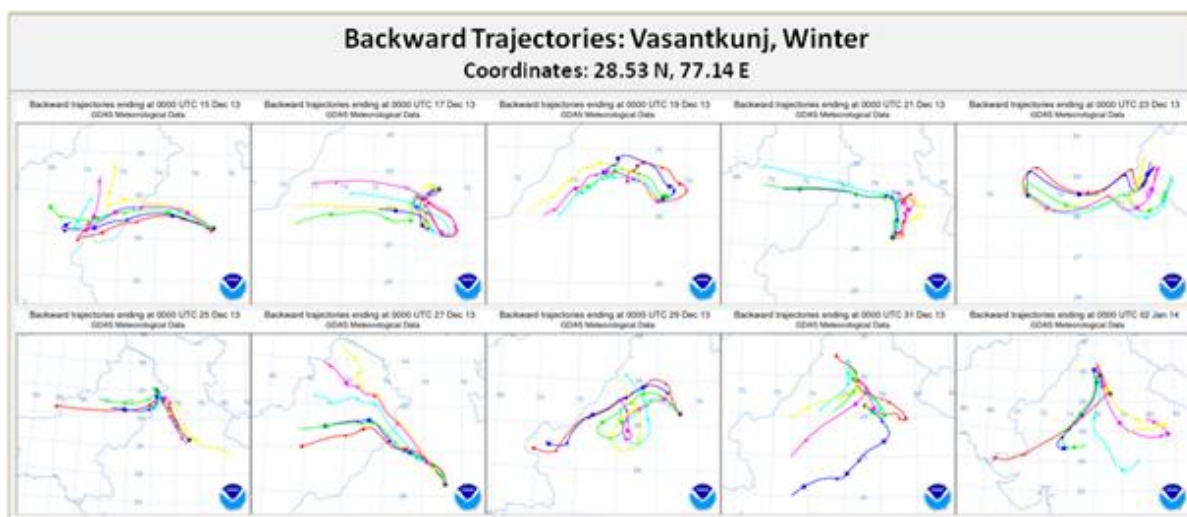 Backward Trajectories: Vasantkunj, Winter
Coordinates: 28.53 N, 77.14 E
Backward trajectories ending at 0000 UTC 15 Dec 13
GDAS Meteorological Data
Backward trajectories ending at 0000 UTC 17 Dec 13
GDAS Meteorological Data
Backward trajectories ending at 0000 UTC 19 Dec 13
GDAS Meteorological Data
Backward trajectories ending at 0000 UTC 21 Dec 13
GDAS Meteorological Data
Backward trajectories ending at 0000 UTC 23 Dec 13
GDAS Meteorological Data
Backward trajectories ending at 0000 UTC 25 Dec 13
GDAS Meteorological Data
Backward trajectories ending at 0000 UTC 27 Dec 13
GDAS Meteorological Data
Backward trajectories ending at 0000 UTC 29 Dec 13
GDAS Meteorological Data
Backward trajectories ending at 0000 UTC 31 Dec 13
GDAS Meteorological Data
Backward trajectories ending at 0000 UTC 02 Jan 14
GDAS Meteorological Data